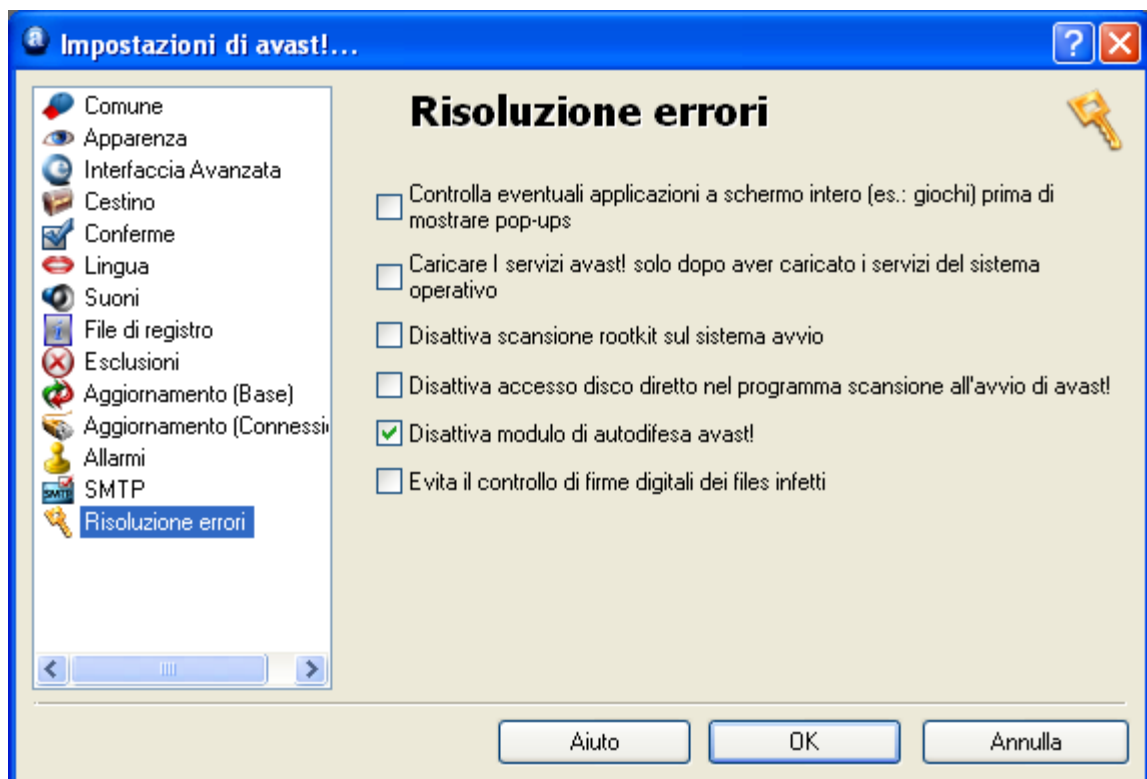 Impostazioni di avast!...
Comune
Apparenza
Interfaccia Avanzata
Cestino
Conferme
Lingua
Suoni
File di registro
Esclusioni
Aggiornamento (Base)
Aggiornamento (Connessi
Allarmi
SMTP
Risoluzione errori
Risoluzione errori
Controlla eventuali applicazioni a schermo intero (es.: giochi) prima di
mostrare pop-ups
Caricare I servizi avast! solo dopo aver caricato i servizi del sistema
operativo
Disattiva scansione rootkit sul sistema avvio
Disattiva accesso disco diretto nel programma scansione all'avvio di avast!
Disattiva modulo di autodifesa avast!
Evita il controllo di firme digitali dei files infetti
Aiuto
OK
Annulla